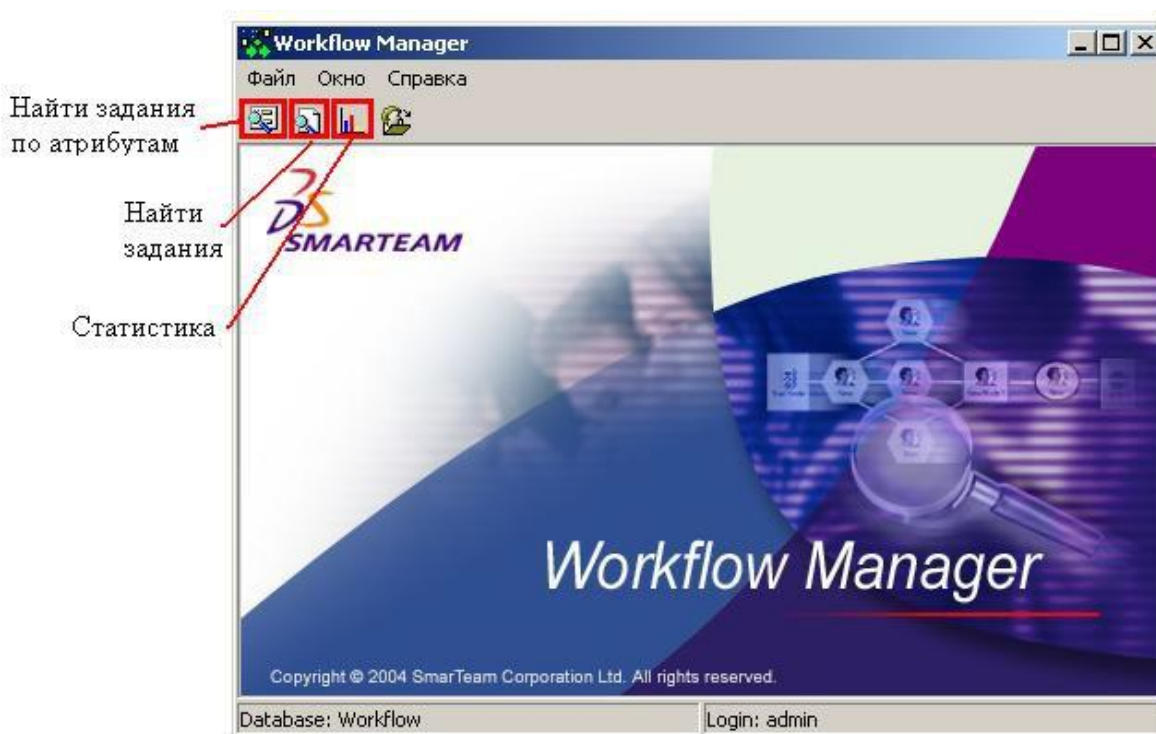 Workflow Manager
Файл Окно Справка
Найти задания
по атрибутам
Найти
задания
Статистика
DS
SMARTEAM
Workflow Manager
Copyright © 2004 SmarTeam Corporation Ltd. All rights reserved.
Database: Workflow
Login: admin